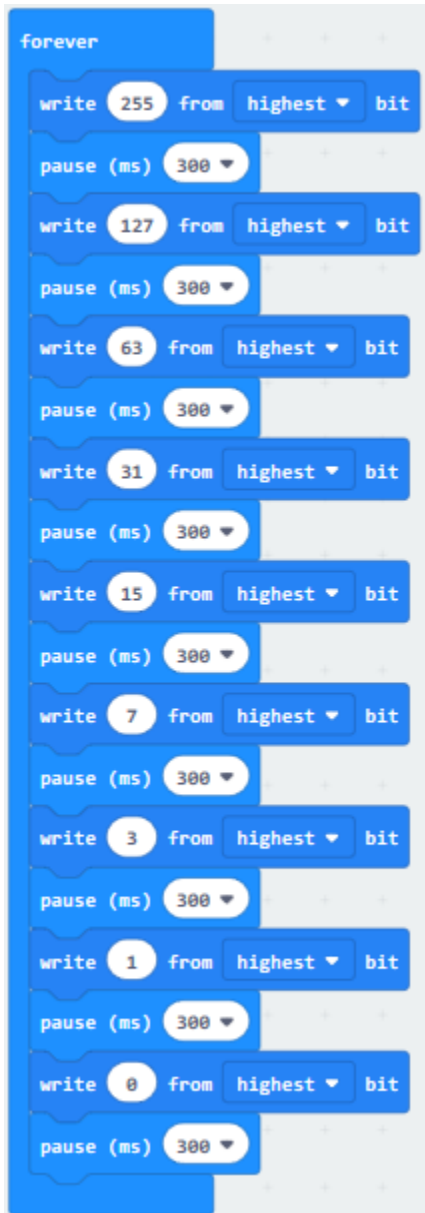 forever
write 255 from highest bit
pause (ms) 300
write 127 from highest bit
pause (ms) 300
write 63 from highest bit
pause (ms) 300
write 31 from highest bit
pause (ms) 300
write 15 from highest bit
pause (ms) 300
write 7 from highest bit
pause (ms) 300
write 3 from highest bit
pause (ms) 300
write 1 from highest bit
pause (ms) 300
write 0 from highest bit
pause (ms) 300